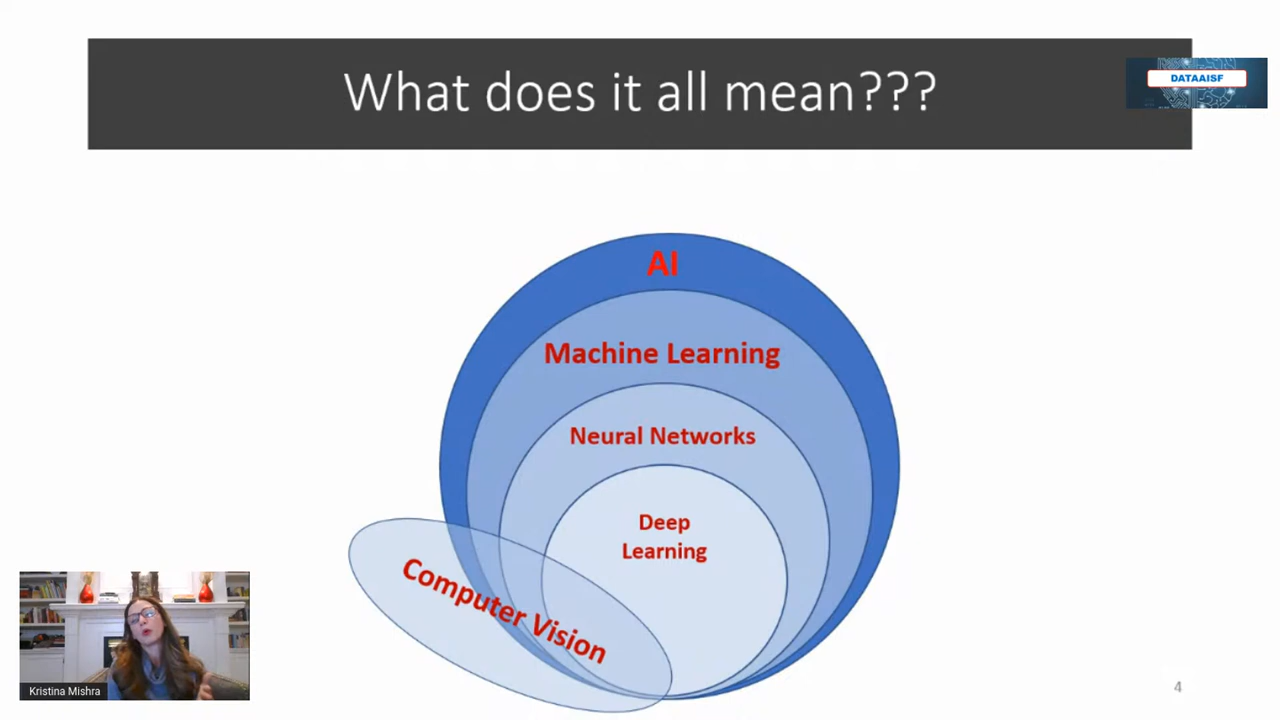 What does it all mean???
DATAAISF
AI
Machine Learning
Neural Networks
Deep
Learning
Computer Vision
Kristina Mishra
4